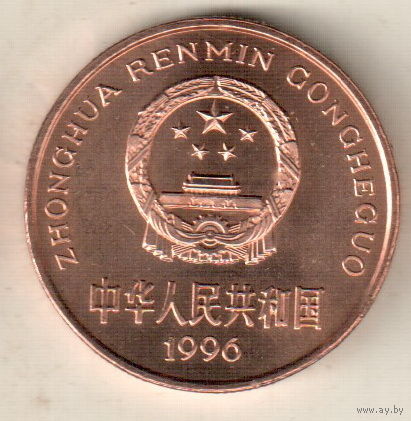 ZHONGHUA RENMIN GONGHEGUO
中华人民共和国
1996
www.ay.by